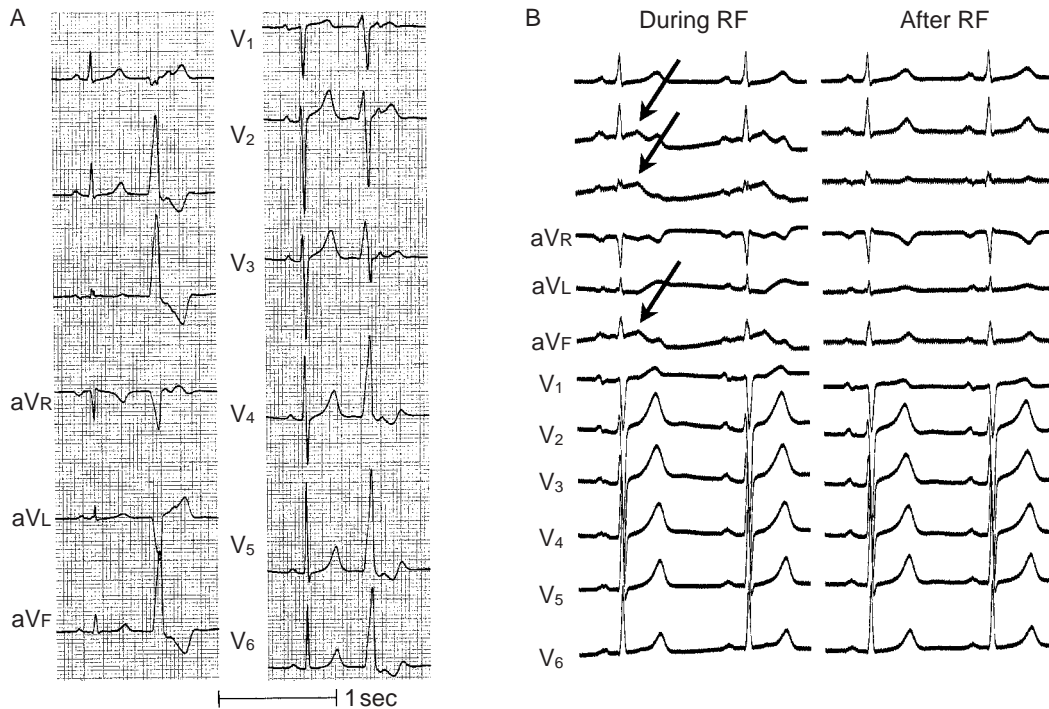 A
aVR
aVL
aVF
V1
V2
V3
V4
V5
V6
1 sec
B
During RF
After RF
aVR
aVL
aVF
V1
V2
V3
V4
V5
V6